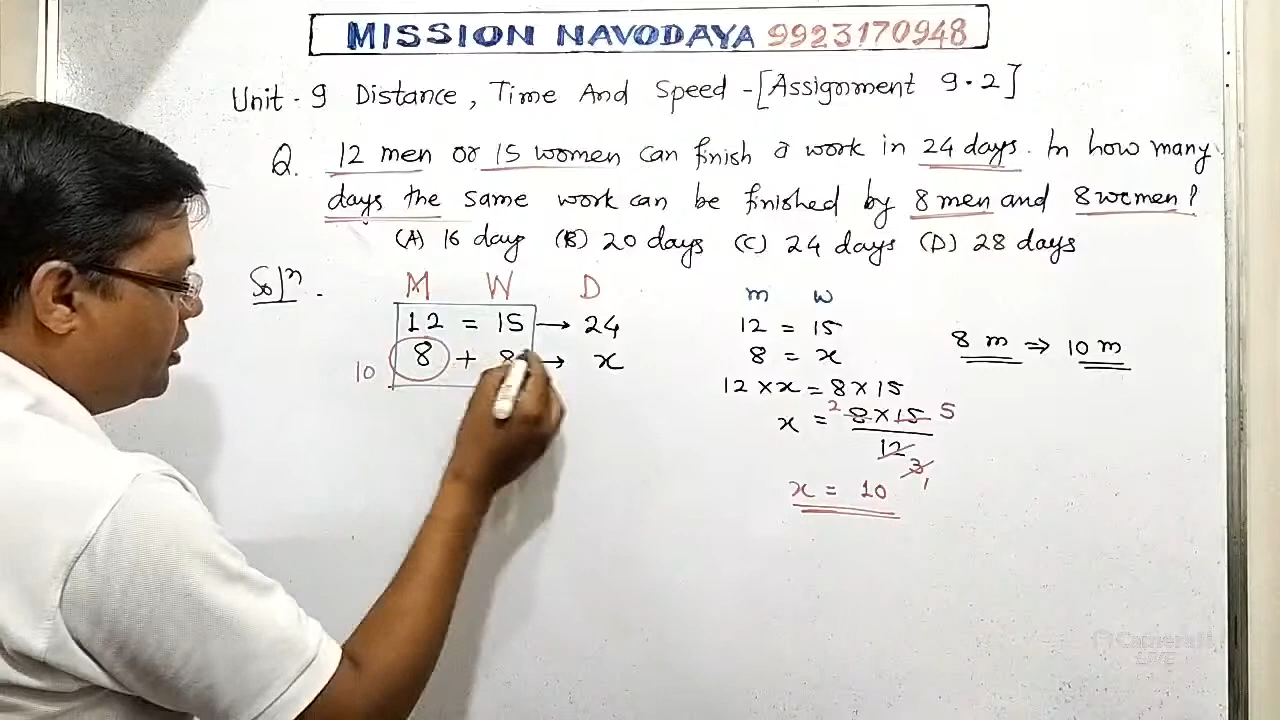 MISSION NAVODAYA 9923170948
Unit - 9 Distance, Time And Speed - [Assignment 9.2]
Q. 12 men or 15 women can finish a work in 24 days. In how many
days the same work can be finished by 8 men and 8 women?
(A) 16 day (B) 20 days (C) 24 days (D) 28 days
Solⁿ.
M W D
12 = 15 → 24
8 + 8 → x
10
m w
12 = 15
8 = x
12 × x = 8 × 15
x = 2 8 × 15 5
12
3
1
x = 10
8 m ⇒ 10 m